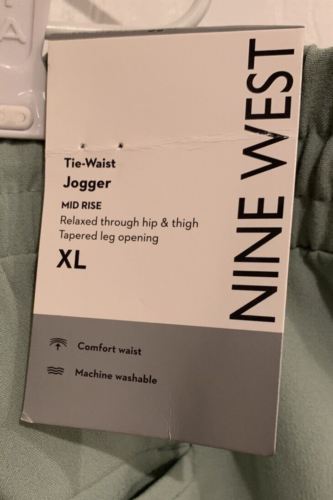 NINE WEST
Tie-Waist
Jogger
MID RISE
Relaxed through hip & thigh
Tapered leg opening
XL
Comfort waist
Machine washable